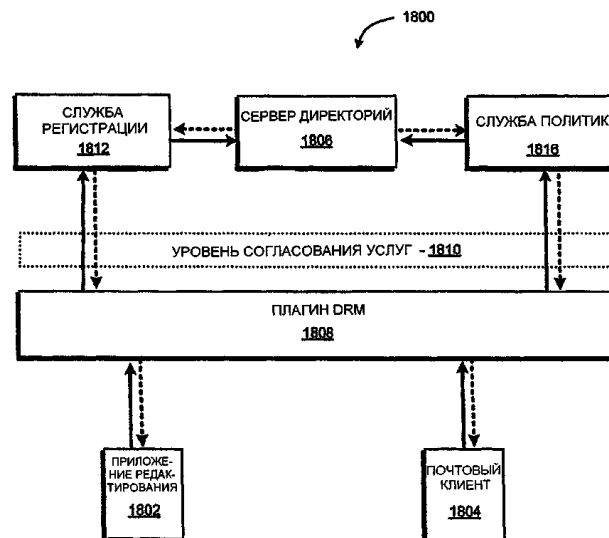 1800
СЛУЖБА
РЕГИСТРАЦИИ
1812
СЕРВЕР ДИРЕКТОРИЙ
1806
СЛУЖБА ПОЛИТИК
1816
УРОВЕНЬ СОГЛАСОВАНИЯ УСЛУГ - 1810
ПЛАГИН DRM
1808
ПРИЛОЖЕ-
НИЕ РЕДАК-
ТИРОВАНИЯ
1802
ПОЧТОВЫЙ
КЛИЕНТ
1804